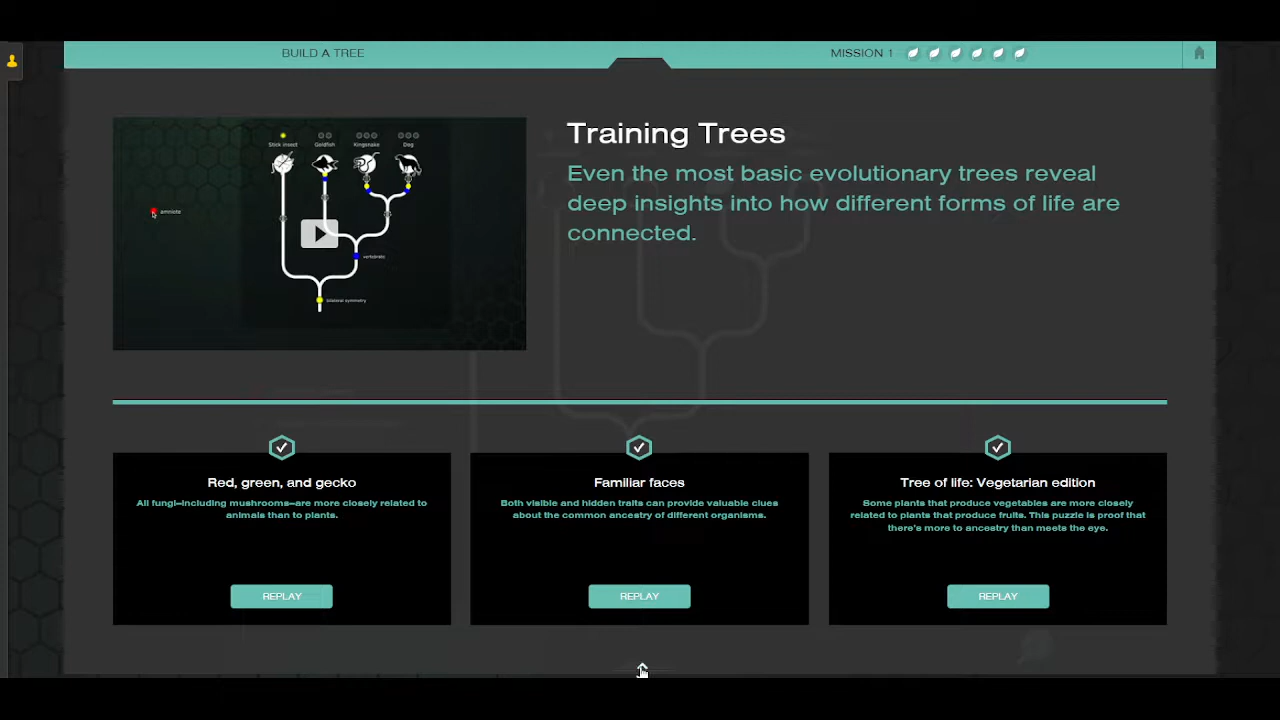 BUILD A TREE
MISSION 1
Stick insect Goldfish Kingsnake Dog
amniote
vertebrate
bilateral symmetry
Training Trees
Even the most basic evolutionary trees reveal
deep insights into how different forms of life are
connected.
Red, green, and gecko
All fungi—including mushrooms—are more closely related to
animals than to plants.
REPLAY
Familiar faces
Both visible and hidden traits can provide valuable clues
about the common ancestry of different organisms.
REPLAY
Tree of life: Vegetarian edition
Some plants that produce vegetables are more closely
related to plants that produce fruits. This puzzle is proof that
there's more to ancestry than meets the eye.
REPLAY